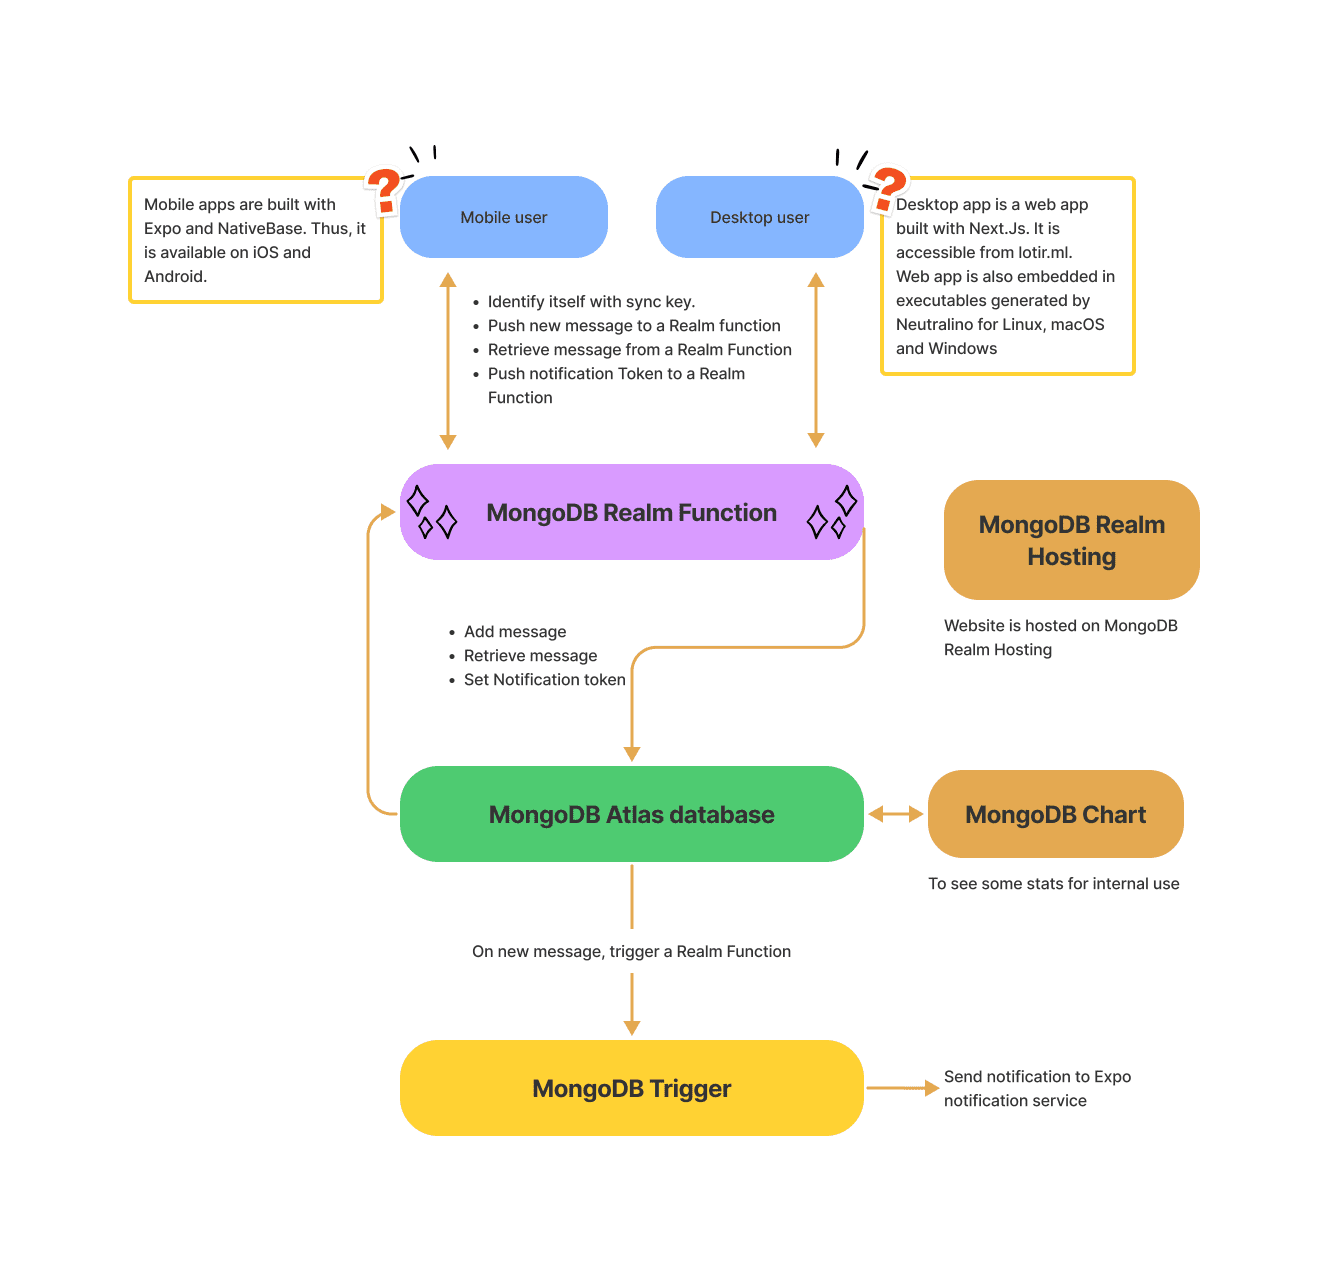 Mobile apps are built with
Expo and NativeBase. Thus, it
is available on iOS and
Android.
?
Mobile user
Desktop user
?
Desktop app is a web app
built with Next.Js. It is
accessible from lotir.ml.
Web app is also embedded in
executables generated by
Neutralino for Linux, macOS
and Windows
• Identify itself with sync key.
• Push new message to a Realm function
• Retrieve message from a Realm Function
• Push notification Token to a Realm
Function
MongoDB Realm Function
MongoDB Realm
Hosting
Website is hosted on MongoDB
Realm Hosting
• Add message
• Retrieve message
• Set Notification token
MongoDB Atlas database
MongoDB Chart
To see some stats for internal use
On new message, trigger a Realm Function
MongoDB Trigger
Send notification to Expo
notification service